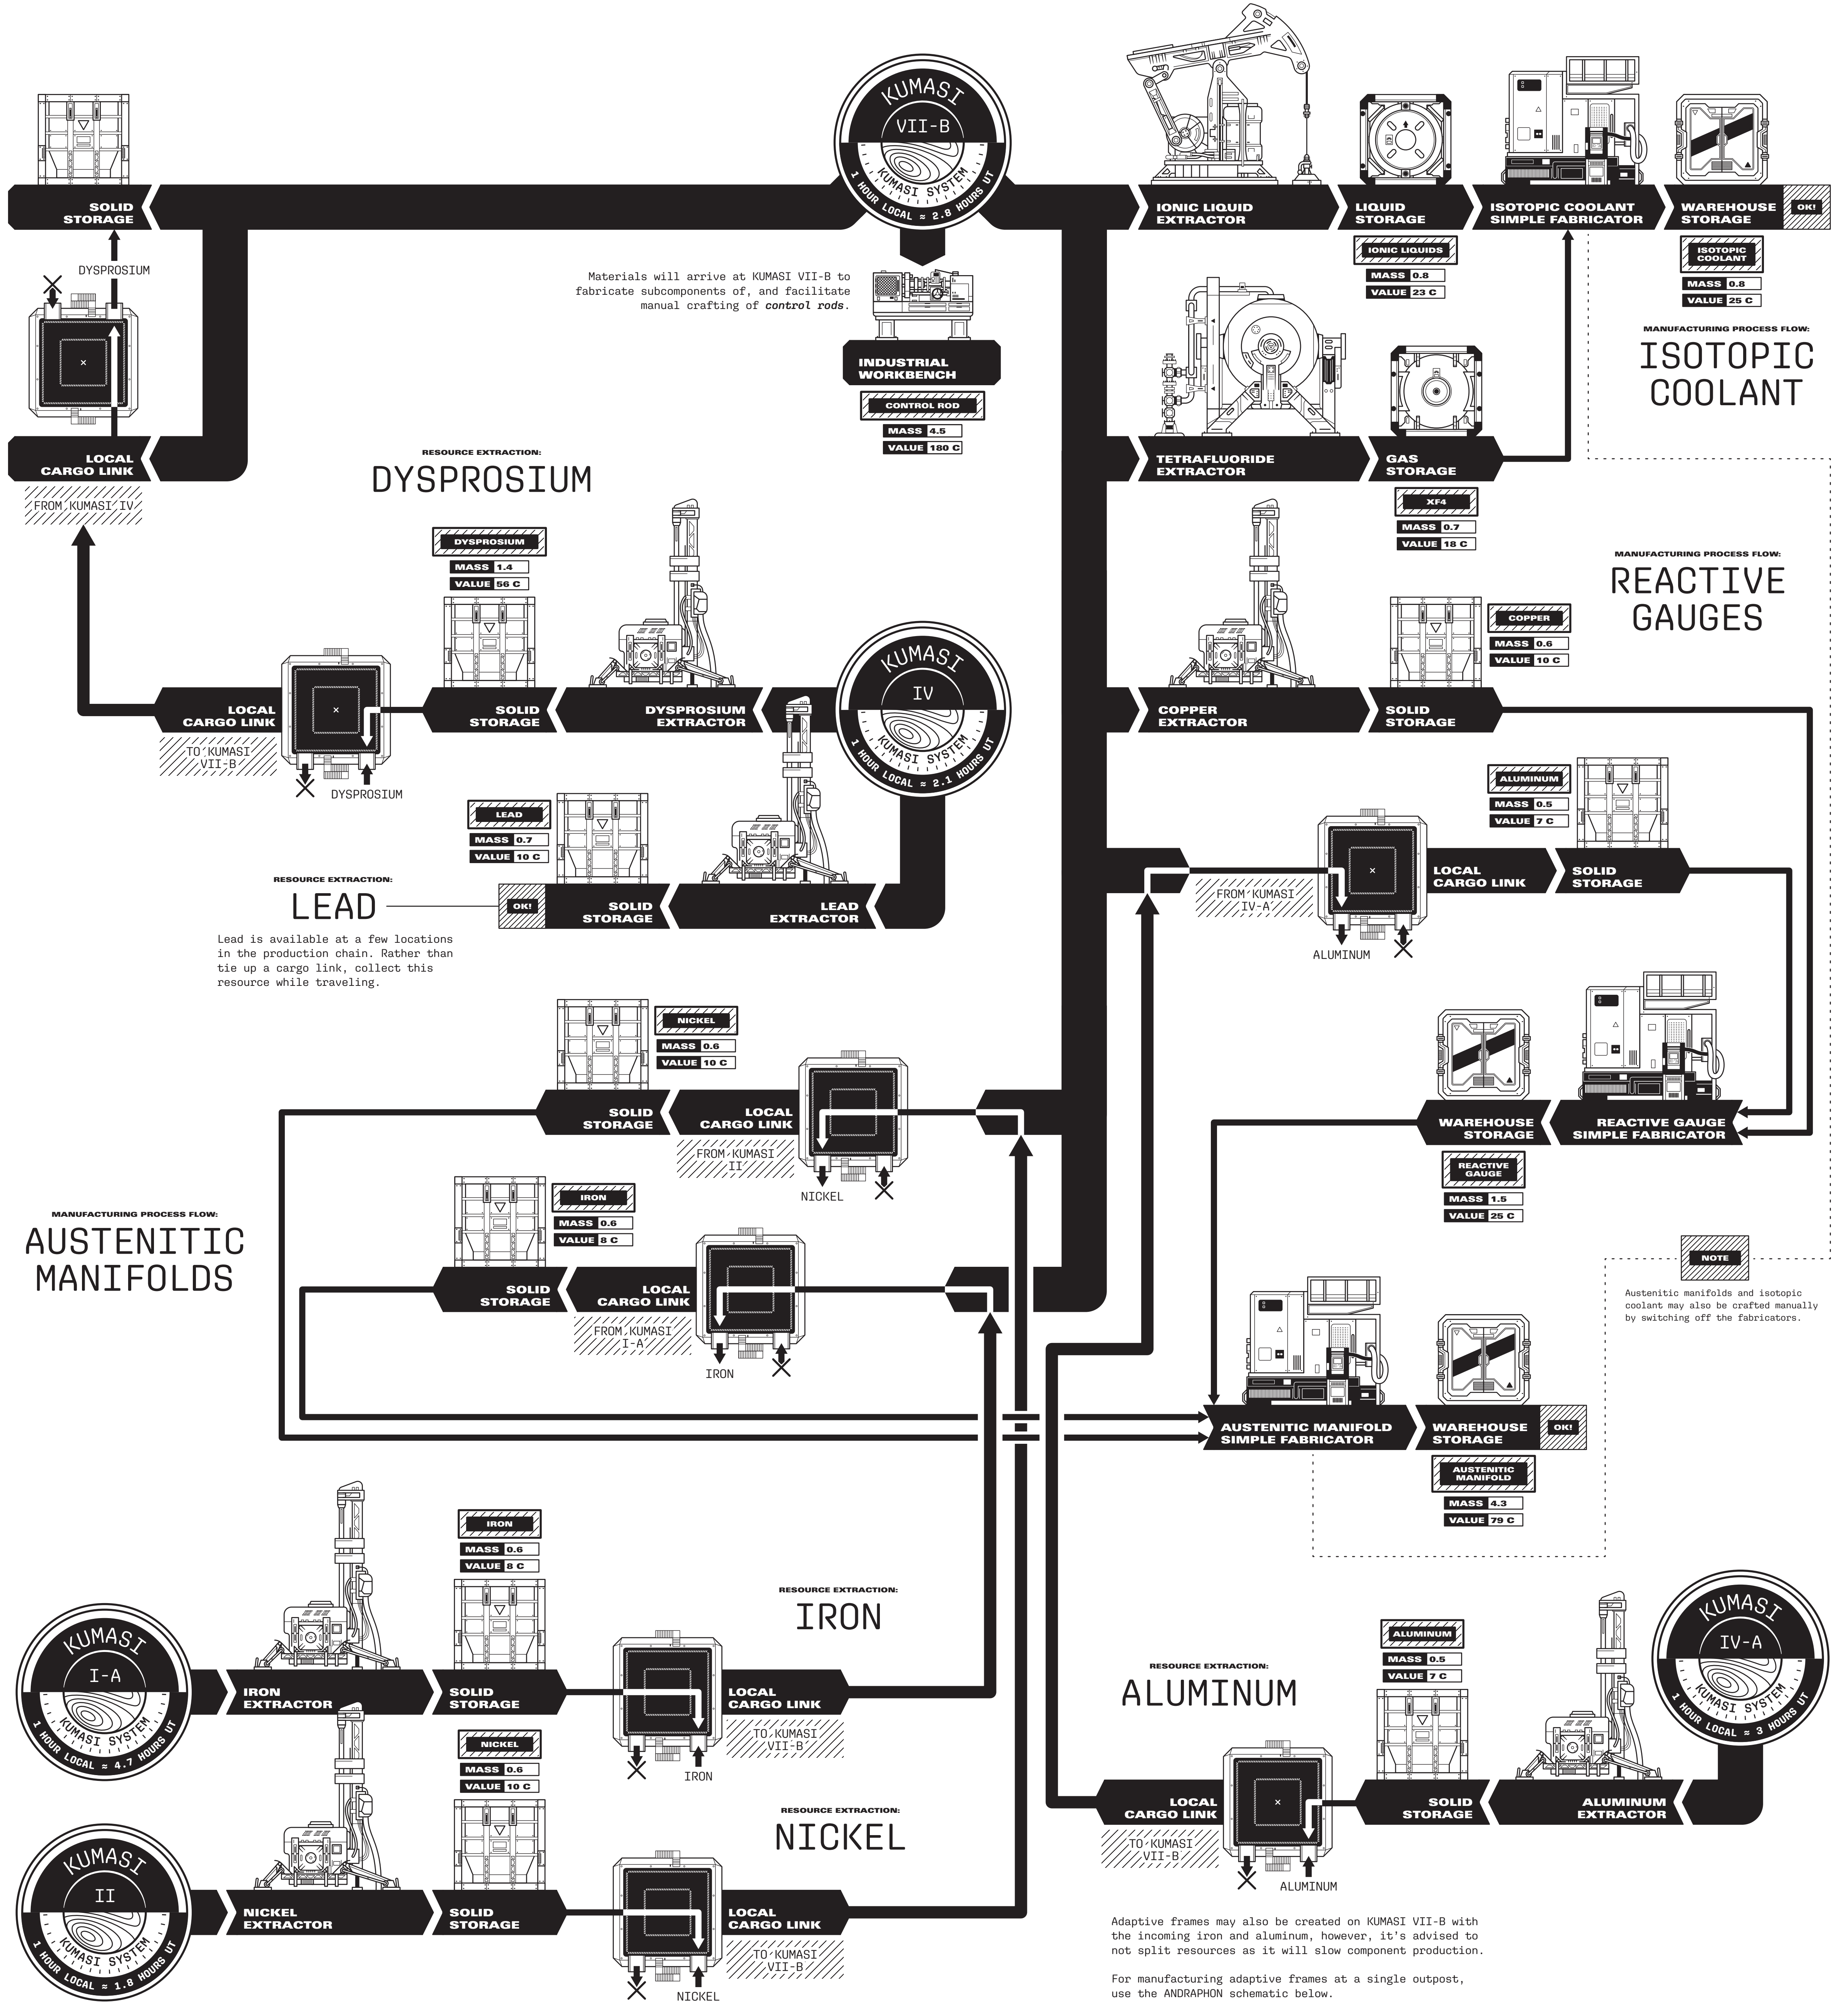 KUMASI
VII-B
KUMASI SYSTEM
1 HOUR LOCAL ≈ 2.8 HOURS UT
SOLID
STORAGE
DYSPROSIUM
LOCAL
CARGO LINK
FROM KUMASI IV
Materials will arrive at KUMASI VII-B to
fabricate subcomponents of, and facilitate
manual crafting of control rods.
INDUSTRIAL
WORKBENCH
CONTROL ROD
MASS 4.5
VALUE 180 C
IONIC LIQUID
EXTRACTOR
LIQUID
STORAGE
ISOTOPIC COOLANT
SIMPLE FABRICATOR
WAREHOUSE
STORAGE
OK!
IONIC LIQUIDS
MASS 0.8
VALUE 23 C
ISOTOPIC
COOLANT
MASS 0.8
VALUE 25 C
MANUFACTURING PROCESS FLOW:
ISOTOPIC
COOLANT
TETRAFLUORIDE
EXTRACTOR
GAS
STORAGE
XF4
MASS 0.7
VALUE 18 C
MANUFACTURING PROCESS FLOW:
REACTIVE
GAUGES
COPPER
MASS 0.6
VALUE 10 C
COPPER
EXTRACTOR
SOLID
STORAGE
RESOURCE EXTRACTION:
DYSPROSIUM
DYSPROSIUM
MASS 1.4
VALUE 56 C
LOCAL
CARGO LINK
TO KUMASI
VII-B
DYSPROSIUM
SOLID
STORAGE
DYSPROSIUM
EXTRACTOR
KUMASI
IV
KUMASI SYSTEM
1 HOUR LOCAL ≈ 2.1 HOURS UT
LEAD
MASS 0.7
VALUE 10 C
RESOURCE EXTRACTION:
LEAD
OK!
SOLID
STORAGE
LEAD
EXTRACTOR
Lead is available at a few locations
in the production chain. Rather than
tie up a cargo link, collect this
resource while traveling.
ALUMINUM
MASS 0.5
VALUE 7 C
FROM KUMASI
IV-A
ALUMINUM
LOCAL
CARGO LINK
SOLID
STORAGE
NICKEL
MASS 0.6
VALUE 10 C
SOLID
STORAGE
LOCAL
CARGO LINK
FROM KUMASI
II
NICKEL
WAREHOUSE
STORAGE
REACTIVE GAUGE
SIMPLE FABRICATOR
REACTIVE
GAUGE
MASS 1.5
VALUE 25 C
MANUFACTURING PROCESS FLOW:
AUSTENITIC
MANIFOLDS
IRON
MASS 0.6
VALUE 8 C
SOLID
STORAGE
LOCAL
CARGO LINK
FROM KUMASI
I-A
IRON
NOTE
Austenitic manifolds and isotopic
coolant may also be crafted manually
by switching off the fabricators.
AUSTENITIC MANIFOLD
SIMPLE FABRICATOR
WAREHOUSE
STORAGE
OK!
AUSTENITIC
MANIFOLD
MASS 4.3
VALUE 79 C
IRON
MASS 0.6
VALUE 8 C
RESOURCE EXTRACTION:
IRON
KUMASI
I-A
KUMASI SYSTEM
1 HOUR LOCAL ≈ 4.7 HOURS UT
IRON
EXTRACTOR
SOLID
STORAGE
LOCAL
CARGO LINK
TO KUMASI
VII-B
IRON
NICKEL
MASS 0.6
VALUE 10 C
RESOURCE EXTRACTION:
NICKEL
KUMASI
II
KUMASI SYSTEM
1 HOUR LOCAL ≈ 1.8 HOURS UT
NICKEL
EXTRACTOR
SOLID
STORAGE
LOCAL
CARGO LINK
TO KUMASI
VII-B
NICKEL
RESOURCE EXTRACTION:
ALUMINUM
ALUMINUM
MASS 0.5
VALUE 7 C
KUMASI
IV-A
KUMASI SYSTEM
1 HOUR LOCAL ≈ 3 HOURS UT
LOCAL
CARGO LINK
TO KUMASI
VII-B
ALUMINUM
SOLID
STORAGE
ALUMINUM
EXTRACTOR
Adaptive frames may also be created on KUMASI VII-B with
the incoming iron and aluminum, however, it's advised to
not split resources as it will slow component production.
For manufacturing adaptive frames at a single outpost,
use the ANDRAPHON schematic below.